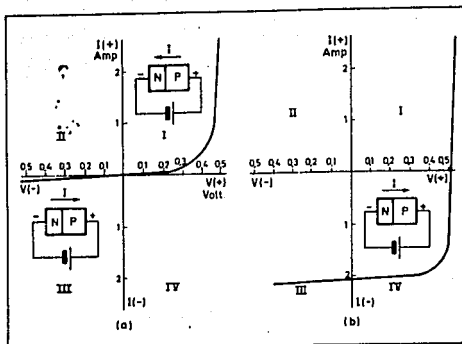 I(+)
Amp
2
1
I
- N P +
I
II
0,5 0,4 0,3 0,2 0,1 0 0,1 0,2 0,3 0,4 0,5
V(-)
V(+)
Volt.
I
- N P +
1
2
III
IV
I(-)
(a)
I(+)
Amp
2
1
II
I
0,5 0,4 0,3 0,2 0,1 0 0,1 0,2 0,3 0,4 0,5
V(-)
V(+)
I
- N P +
1
2
III
IV
I(-)
(b)